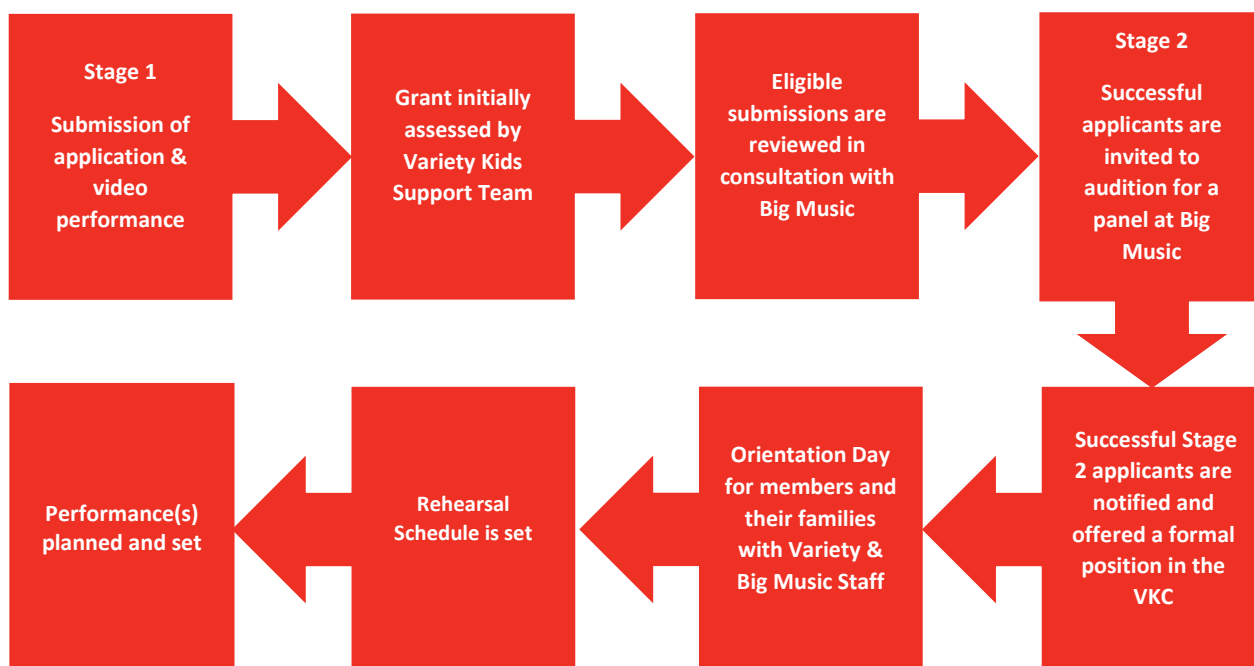 Stage 1
Submission of
application &
video
performance
Grant initially
assessed by
Variety Kids
Support Team
Eligible
submissions are
reviewed in
consultation with
Big Music
Stage 2
Successful
applicants are
invited to
audition for a
panel at Big
Music
Successful Stage
2 applicants are
notified and
offered a formal
position in the
VKC
Orientation Day
for members and
their families
with Variety &
Big Music Staff
Rehearsal
Schedule is set
Performance(s)
planned and set